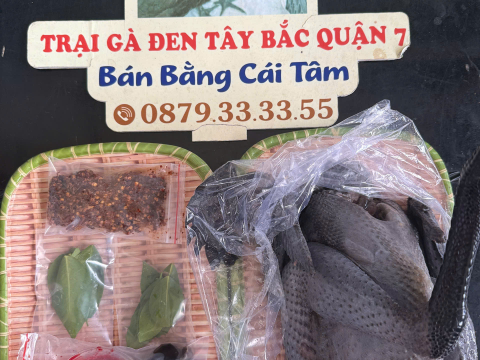 TRẠI GÀ ĐEN TÂY BẮC QUẬN 7
Bán Bằng Cái Tâm
0879.33.33.55